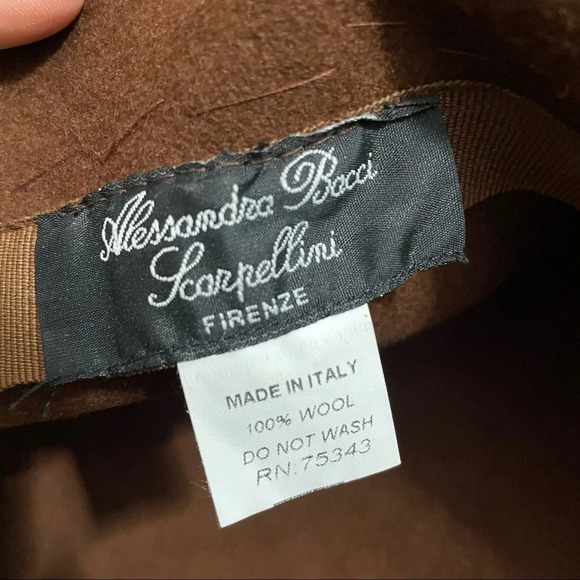 Alessandra Bacci
Scarpellini
FIRENZE
MADE IN ITALY
100% WOOL
DO NOT WASH
RN:75343